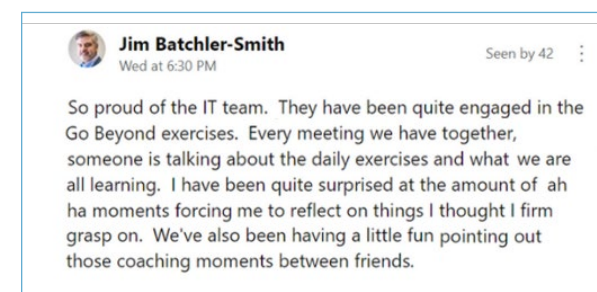 Jim Batchler-Smith
Wed at 6:30 PM
Seen by 42
So proud of the IT team. They have been quite engaged in the
Go Beyond exercises. Every meeting we have together,
someone is talking about the daily exercises and what we are
all learning. I have been quite surprised at the amount of ah
ha moments forcing me to reflect on things I thought I firm
grasp on. We've also been having a little fun pointing out
those coaching moments between friends.